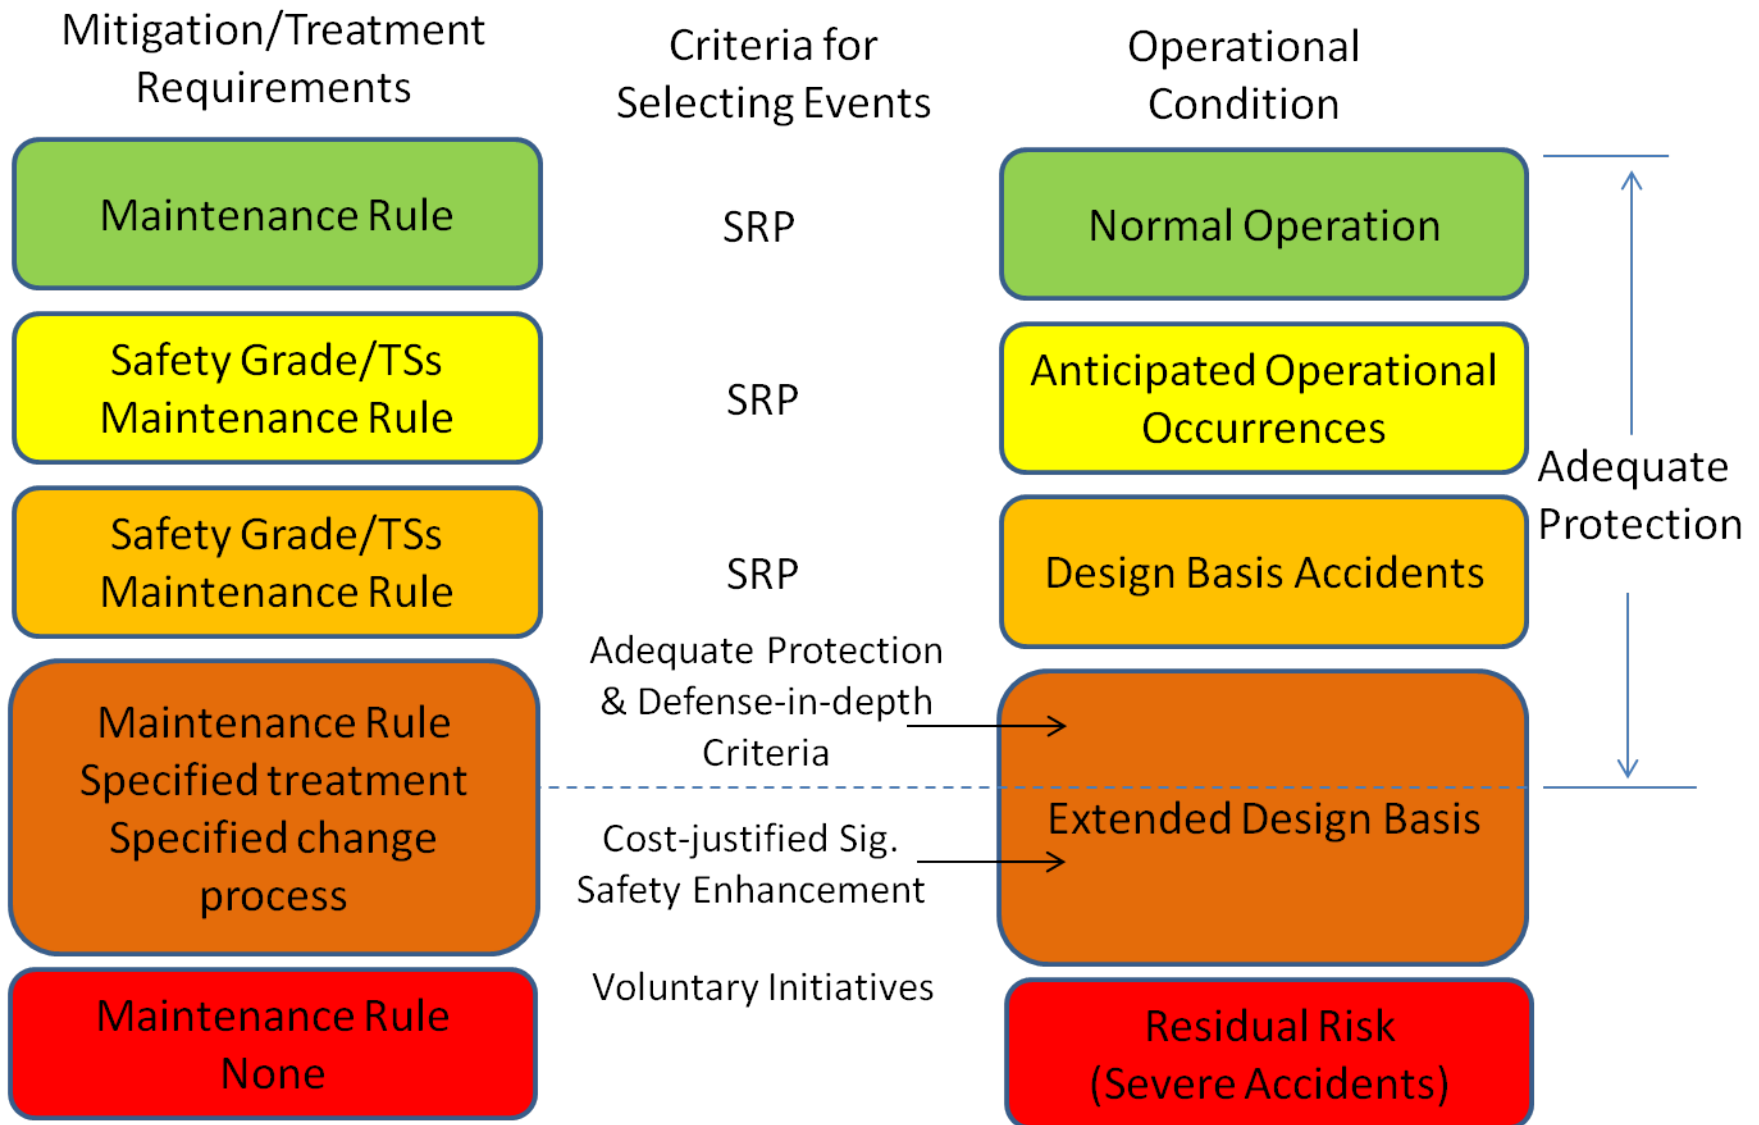 Mitigation/Treatment
Requirements
Criteria for
Selecting Events
Operational
Condition
Maintenance Rule
SRP
Normal Operation
Safety Grade/TSs
Maintenance Rule
SRP
Anticipated Operational
Occurrences
Adequate
Protection
Safety Grade/TSs
Maintenance Rule
SRP
Design Basis Accidents
Maintenance Rule
Specified treatment
Specified change
process
Adequate Protection
& Defense-in-depth
Criteria
Cost-justified Sig.
Safety Enhancement
Extended Design Basis
Maintenance Rule
None
Voluntary Initiatives
Residual Risk
(Severe Accidents)